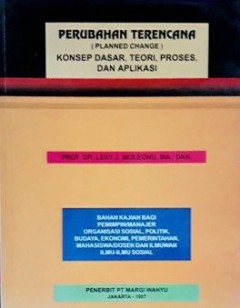 PERUBAHAN TERENCANA
( PLANNED CHANGE )
KONSEP DASAR, TEORI, PROSES,
DAN APLIKASI
PROF. DR. LEXY J. MOLEONG, MA./ DKK.
BAHAN KAJIAN BAGI
PEMIMPIN/MANAJER
ORGANISASI SOSIAL, POLITIK,
BUDAYA, EKONOMI, PEMERINTAHAN,
MAHASISWA/DOSEN DAN ILMUWAN
ILMU-ILMU SOSIAL
PENERBIT PT MARGI WAHYU
JAKARTA - 1997